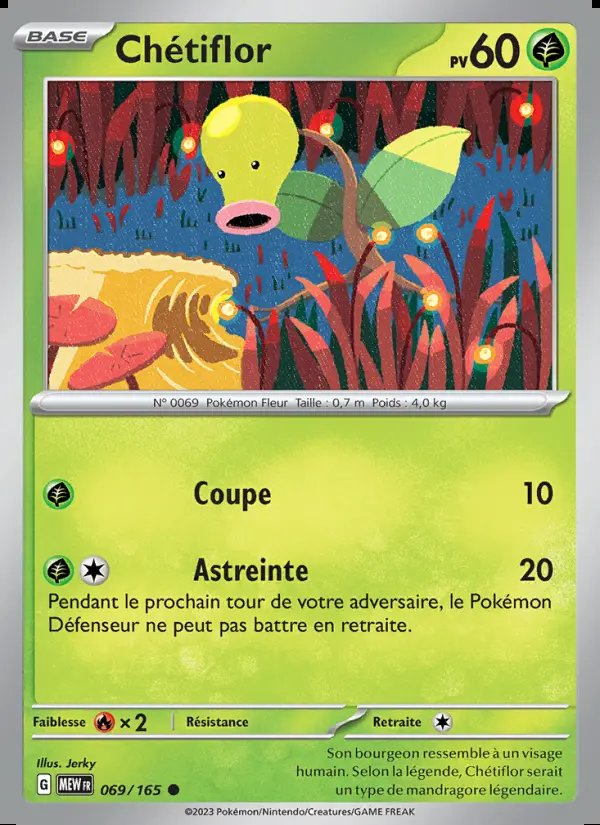 BASE Chétiflor PV60
N° 0069 Pokémon Fleur Taille : 0,7 m Poids : 4,0 kg
Coupe 10
Astreinte 20
Pendant le prochain tour de votre adversaire, le Pokémon
Défenseur ne peut pas battre en retraite.
Faiblesse ×2 Résistance Retraite
Illus. Jerky
Son bourgeon ressemble à un visage
humain. Selon la légende, Chétiflor serait
un type de mandragore légendaire.
G MEW FR 069/165
©2023 Pokémon/Nintendo/Creatures/GAME FREAK